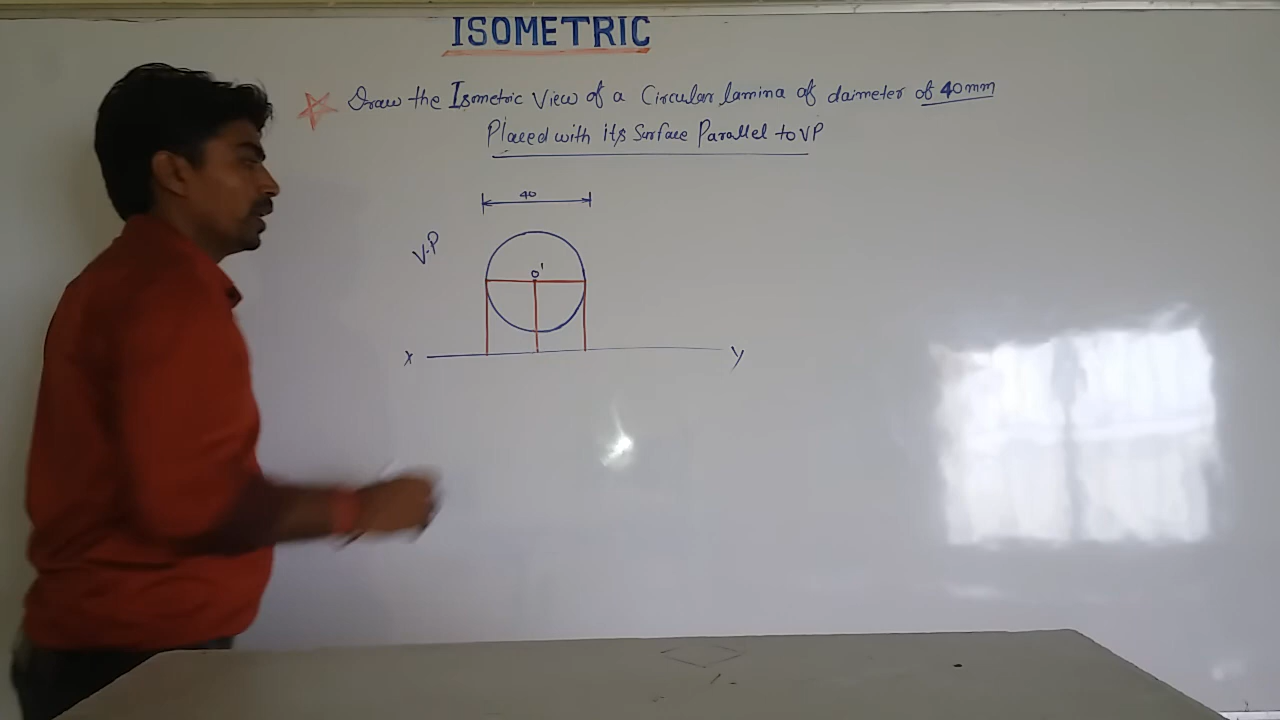 ISOMETRIC
Draw the Isometric View of a Circular lamina of daimeter of 40mm
Placed with its Surface Parallel to VP
40
V.P
o'
X
Y